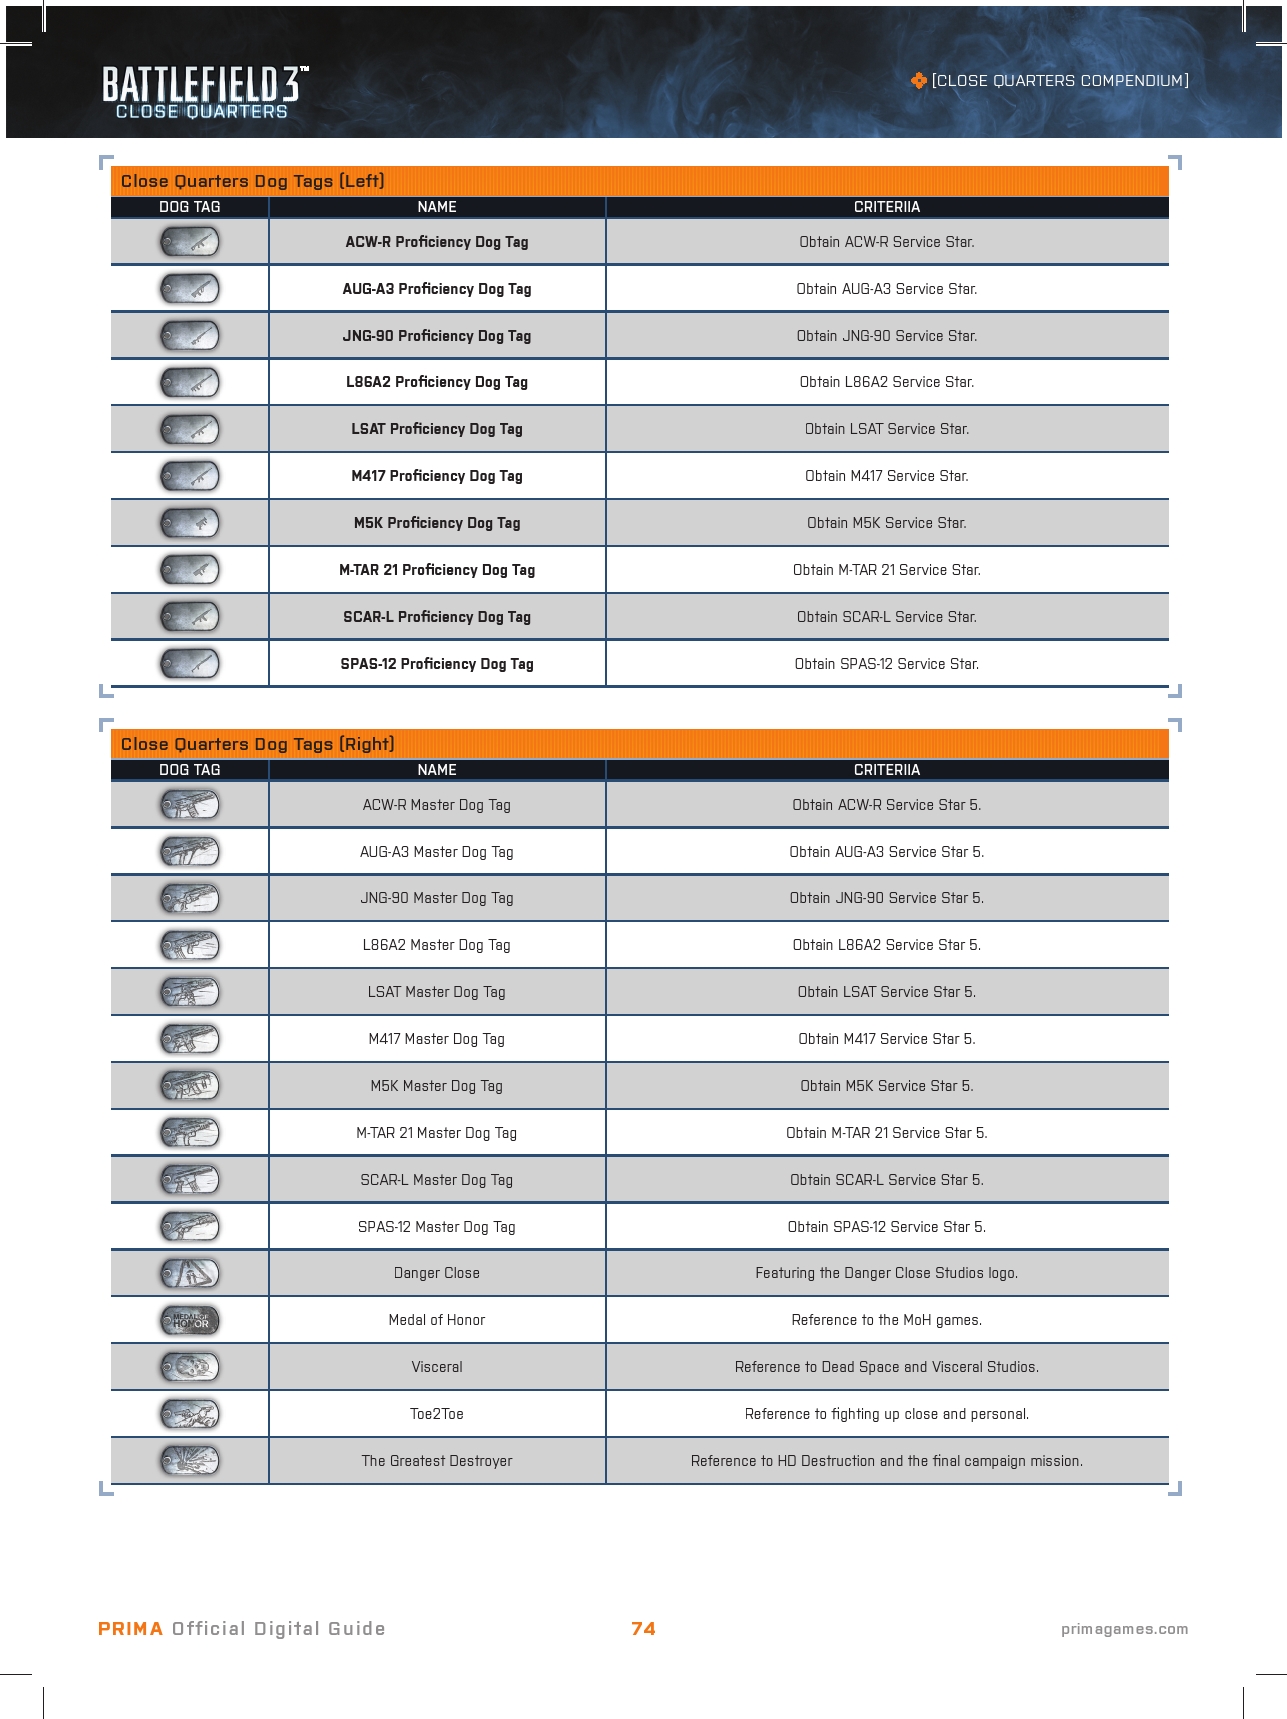 BATTLEFIELD 3™
CLOSE QUARTERS
[CLOSE QUARTERS COMPENDIUM]
Close Quarters Dog Tags (Left)
DOG TAG NAME CRITERIIA
ACW-R Proficiency Dog Tag Obtain ACW-R Service Star.
AUG-A3 Proficiency Dog Tag Obtain AUG-A3 Service Star.
JNG-90 Proficiency Dog Tag Obtain JNG-90 Service Star.
L86A2 Proficiency Dog Tag Obtain L86A2 Service Star.
LSAT Proficiency Dog Tag Obtain LSAT Service Star.
M417 Proficiency Dog Tag Obtain M417 Service Star.
M5K Proficiency Dog Tag Obtain M5K Service Star.
M-TAR 21 Proficiency Dog Tag Obtain M-TAR 21 Service Star.
SCAR-L Proficiency Dog Tag Obtain SCAR-L Service Star.
SPAS-12 Proficiency Dog Tag Obtain SPAS-12 Service Star.
Close Quarters Dog Tags (Right)
DOG TAG NAME CRITERIIA
ACW-R Master Dog Tag Obtain ACW-R Service Star 5.
AUG-A3 Master Dog Tag Obtain AUG-A3 Service Star 5.
JNG-90 Master Dog Tag Obtain JNG-90 Service Star 5.
L86A2 Master Dog Tag Obtain L86A2 Service Star 5.
LSAT Master Dog Tag Obtain LSAT Service Star 5.
M417 Master Dog Tag Obtain M417 Service Star 5.
M5K Master Dog Tag Obtain M5K Service Star 5.
M-TAR 21 Master Dog Tag Obtain M-TAR 21 Service Star 5.
SCAR-L Master Dog Tag Obtain SCAR-L Service Star 5.
SPAS-12 Master Dog Tag Obtain SPAS-12 Service Star 5.
Danger Close Featuring the Danger Close Studios logo.
MEDAL OF
HONOR
Medal of Honor Reference to the MoH games.
Visceral Reference to Dead Space and Visceral Studios.
Toe2Toe Reference to fighting up close and personal.
The Greatest Destroyer Reference to HD Destruction and the final campaign mission.
PRIMA Official Digital Guide 74 primagames.com